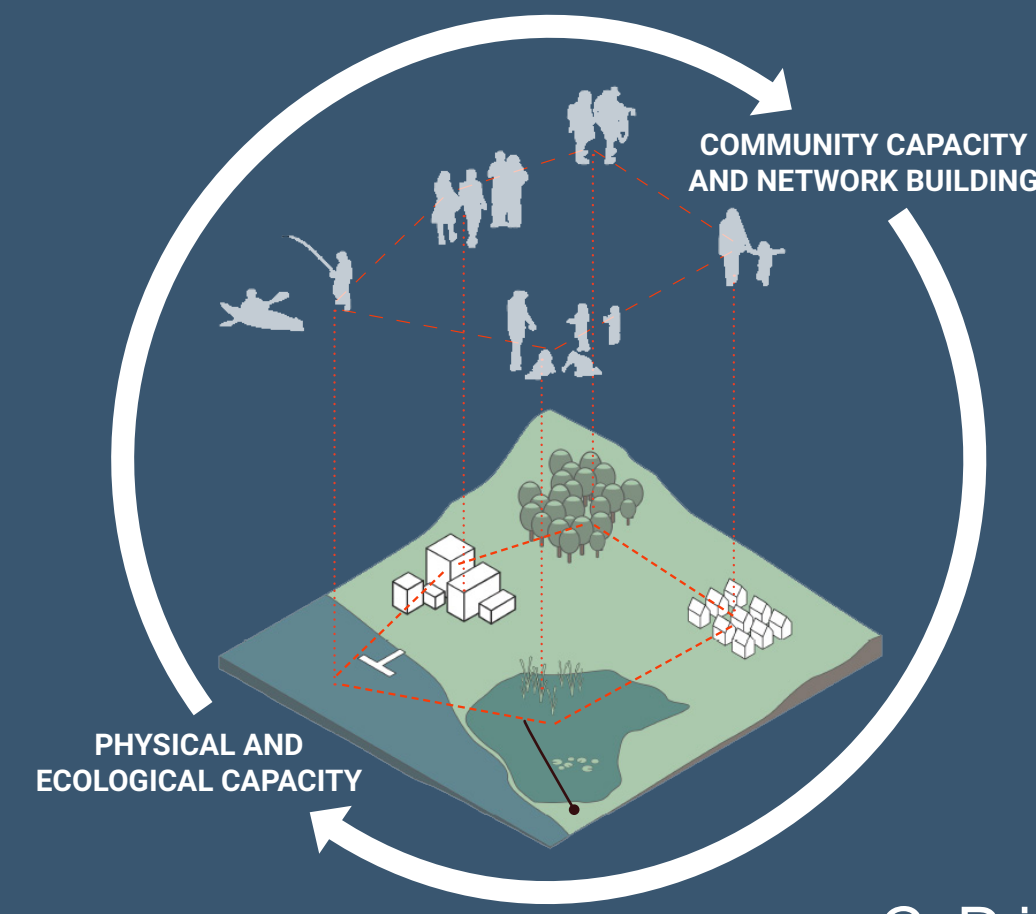 COMMUNITY CAPACITY
AND NETWORK BUILDING
PHYSICAL AND
ECOLOGICAL CAPACITY